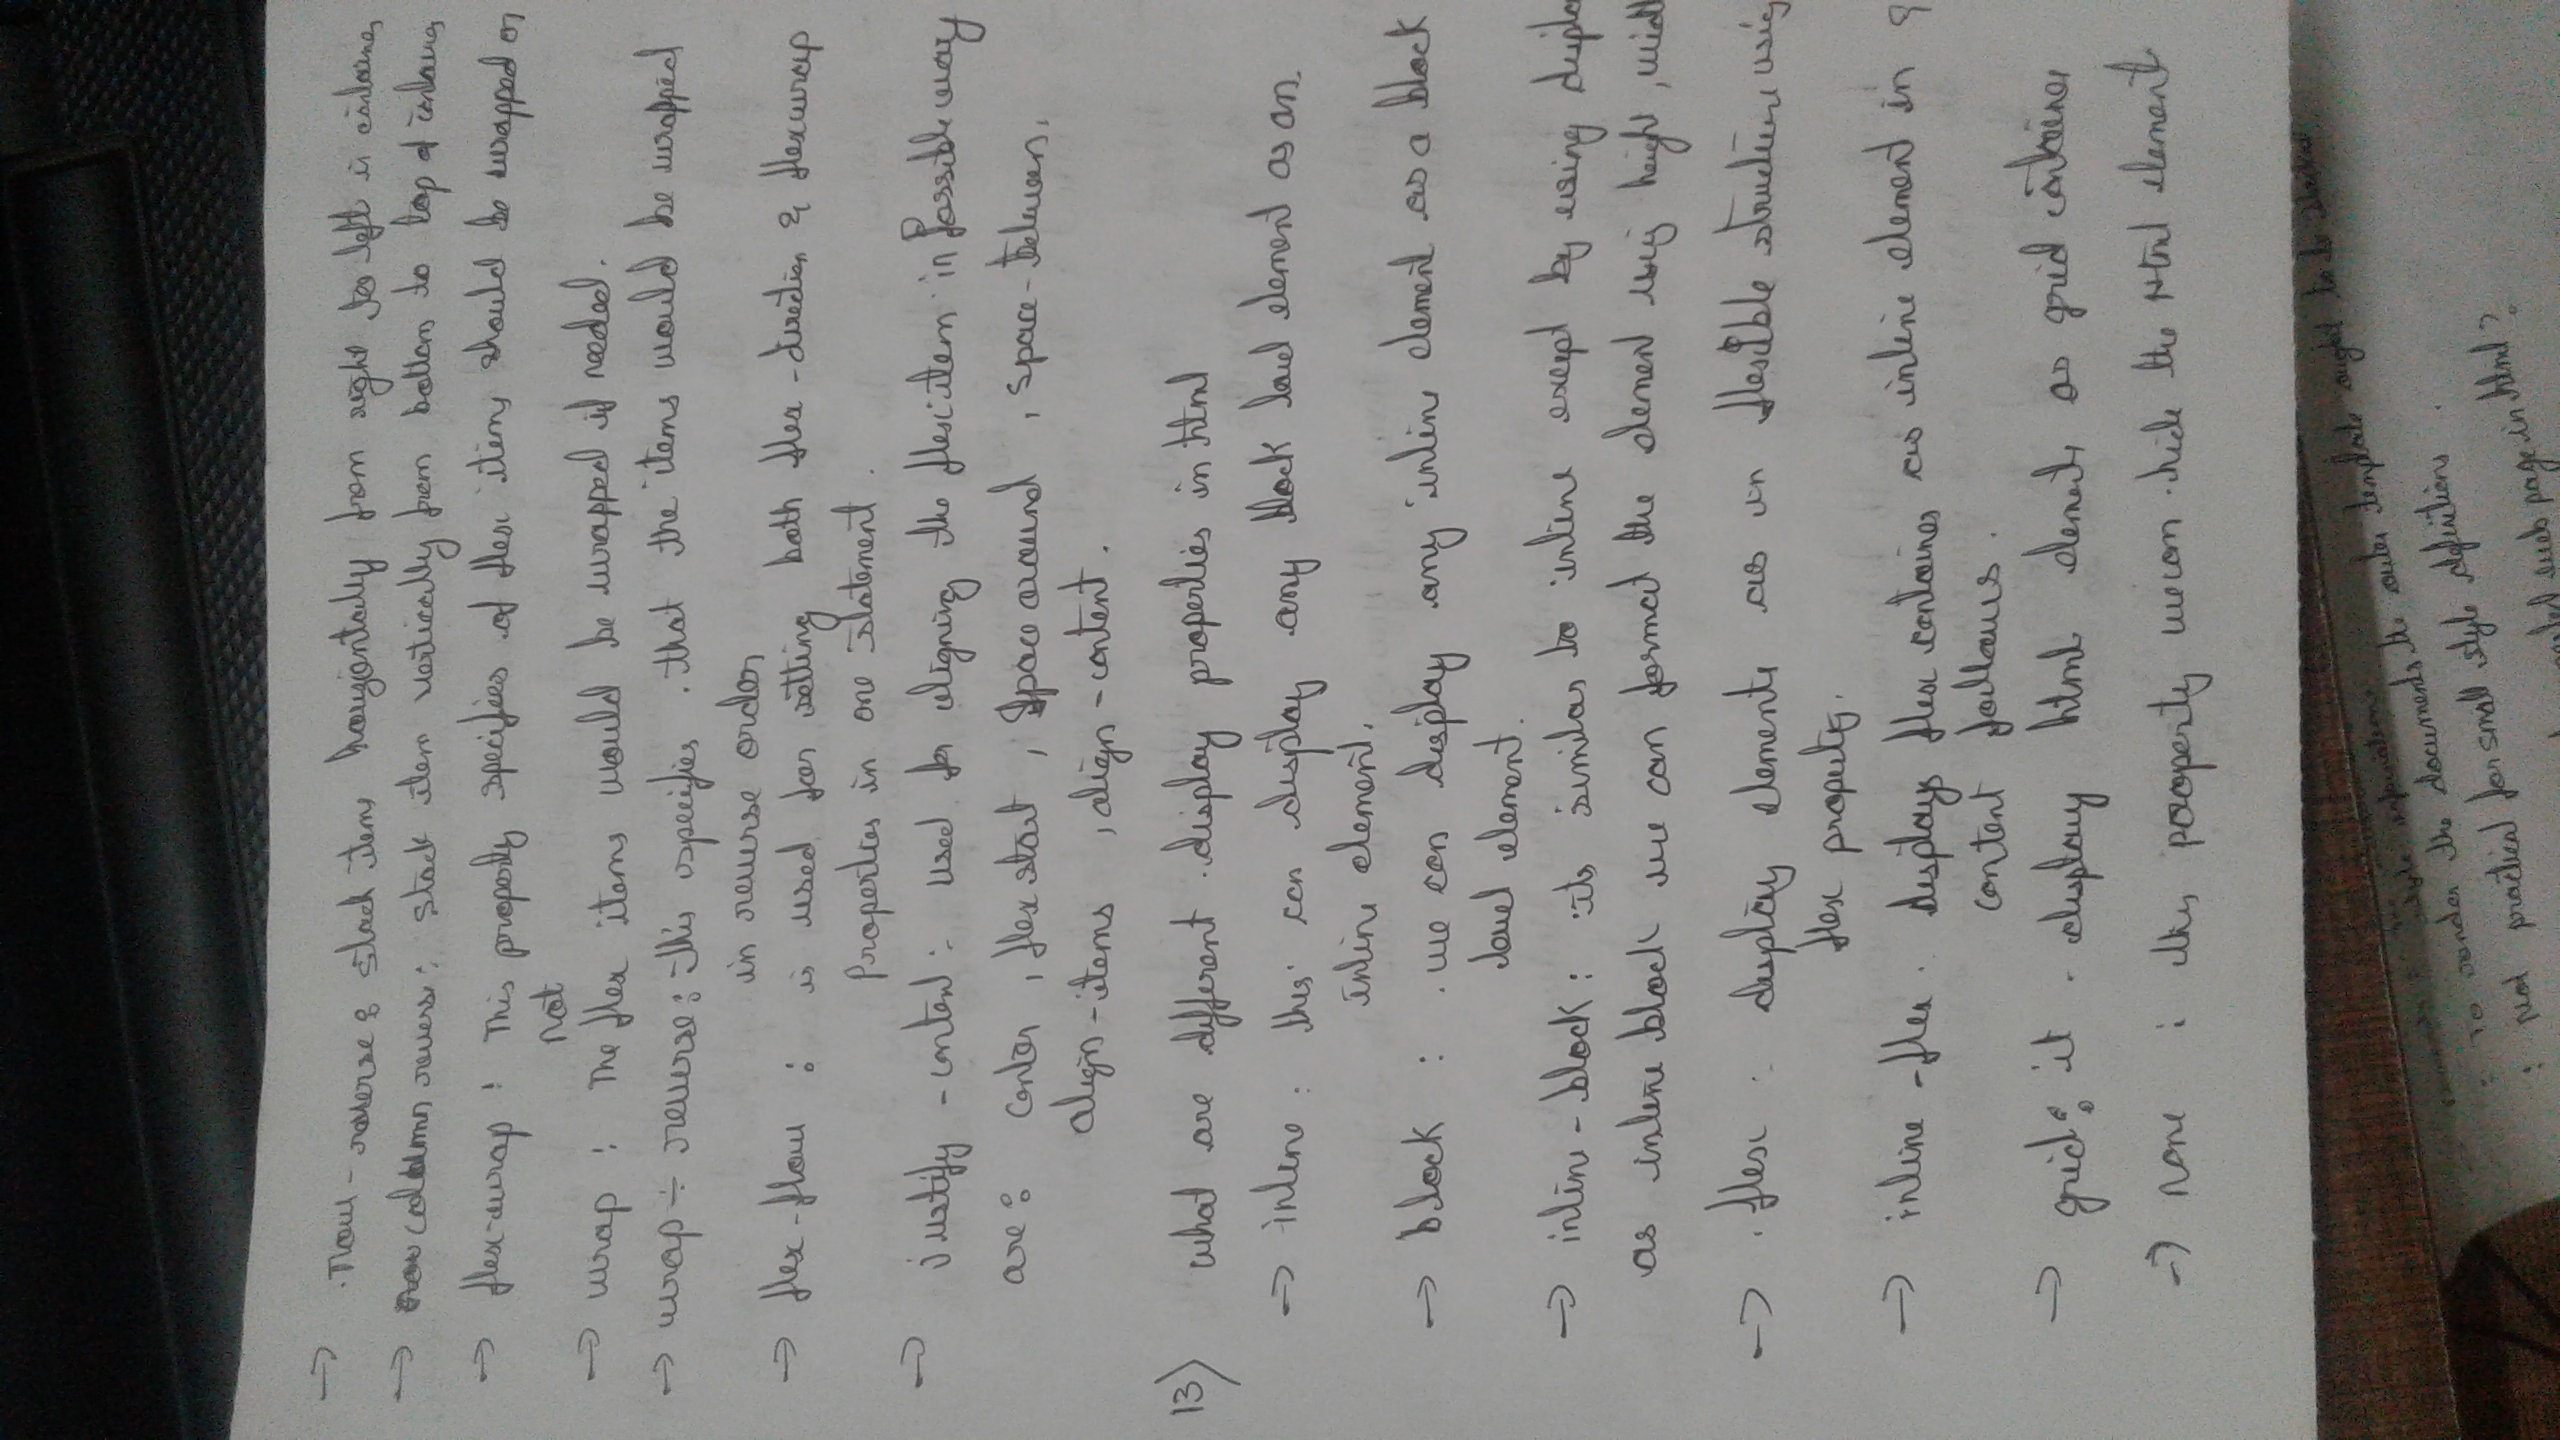 → row-reverse : stack items horizontally from right to left in container
→ column reverse : stack item vertically from bottom to top of container
→ flex-wrap : This property specifies if flex items should be wrapped or
not
→ wrap : The flex items would be wrapped if needed.
→ wrap-reverse : This specifies that the items would be wrapped
in reverse order
→ flex-flow : is used for setting both flex-direction & flexwrap
Properties in one statement.
→ justify-content : used for aligning the flex item in Possible way
are : center , flex start , Space around , space-between,
align-items , align-content.
13) what are different display properties in html
→ inline : this can display any block level element as an
inline element.
→ block : we can display any inline element as a block
level element.
→ inline-block : its similar to inline except by using displa
as inline block we can format the element using height , widt
→ flex : display elements as un flexible structure using
flex property.
→ inline-flex . displays flex container as inline element in
content follows.
→ grid : it display html elements as grid container
→ none : this property we can hide the Html element
style information
: To render the documents the outer template ought to be
: Not practical for small style definitions
web page in html ?